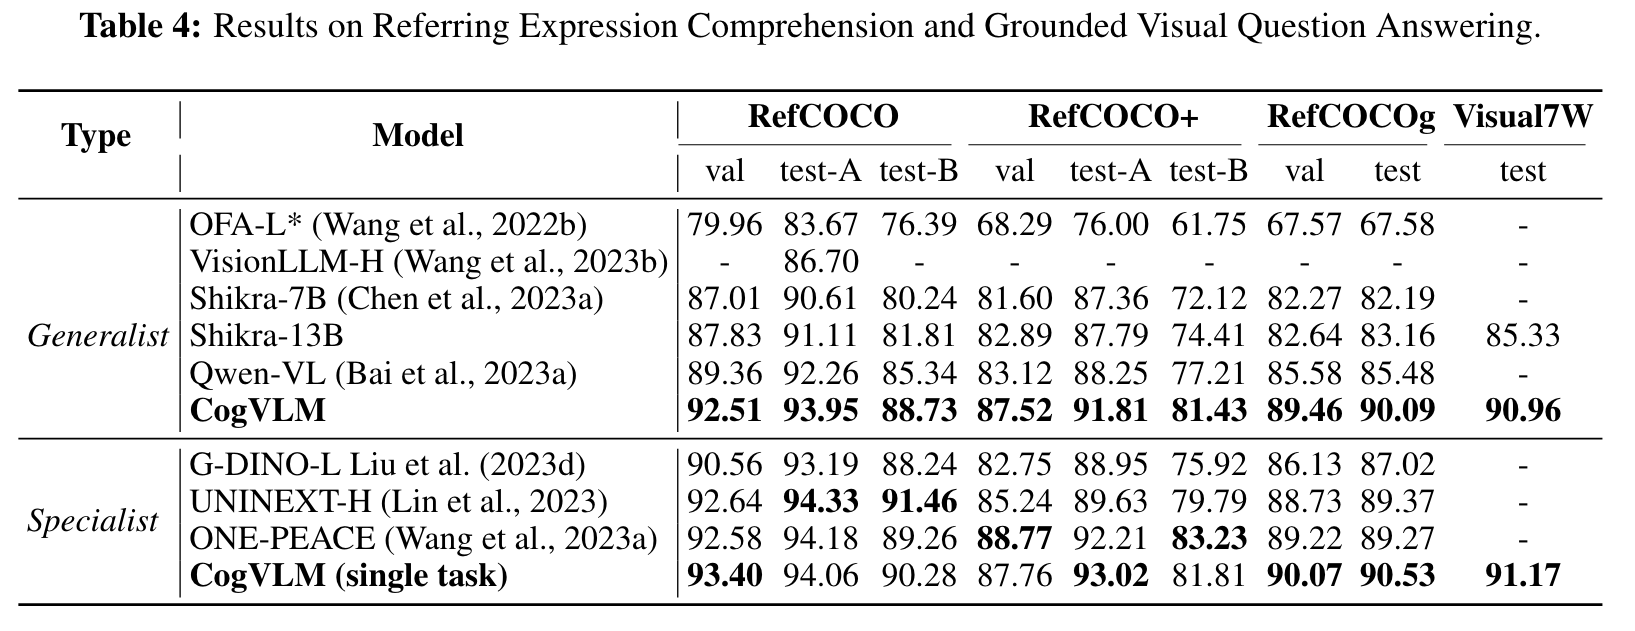 Table 4: Results on Referring Expression Comprehension and Grounded Visual Question Answering.
Type Model RefCOCO RefCOCO+ RefCOCOg Visual7W
val test-A test-B val test-A test-B val test test
OFA-L* (Wang et al., 2022b) 79.96 83.67 76.39 68.29 76.00 61.75 67.57 67.58 -
VisionLLM-H (Wang et al., 2023b) - 86.70 - - - - - - -
Shikra-7B (Chen et al., 2023a) 87.01 90.61 80.24 81.60 87.36 72.12 82.27 82.19 -
Generalist Shikra-13B 87.83 91.11 81.81 82.89 87.79 74.41 82.64 83.16 85.33
Qwen-VL (Bai et al., 2023a) 89.36 92.26 85.34 83.12 88.25 77.21 85.58 85.48 -
CogVLM 92.51 93.95 88.73 87.52 91.81 81.43 89.46 90.09 90.96
G-DINO-L Liu et al. (2023d) 90.56 93.19 88.24 82.75 88.95 75.92 86.13 87.02 -
UNINEXT-H (Lin et al., 2023) 92.64 94.33 91.46 85.24 89.63 79.79 88.73 89.37 -
Specialist
ONE-PEACE (Wang et al., 2023a) 92.58 94.18 89.26 88.77 92.21 83.23 89.22 89.27 -
CogVLM (single task) 93.40 94.06 90.28 87.76 93.02 81.81 90.07 90.53 91.17